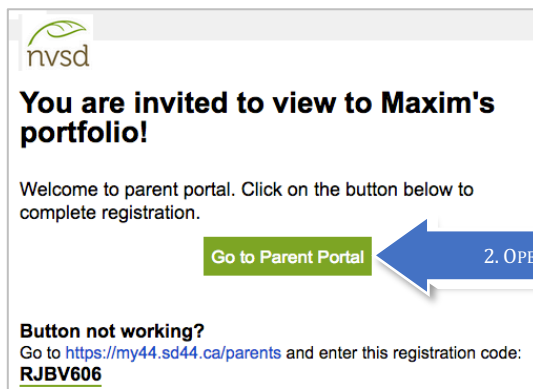 nvsd
You are invited to view to Maxim's
portfolio!
Welcome to parent portal. Click on the button below to
complete registration.
Go to Parent Portal
2. OPE
Button not working?
Go to https://my44.sd44.ca/parents and enter this registration code:
RJBV606